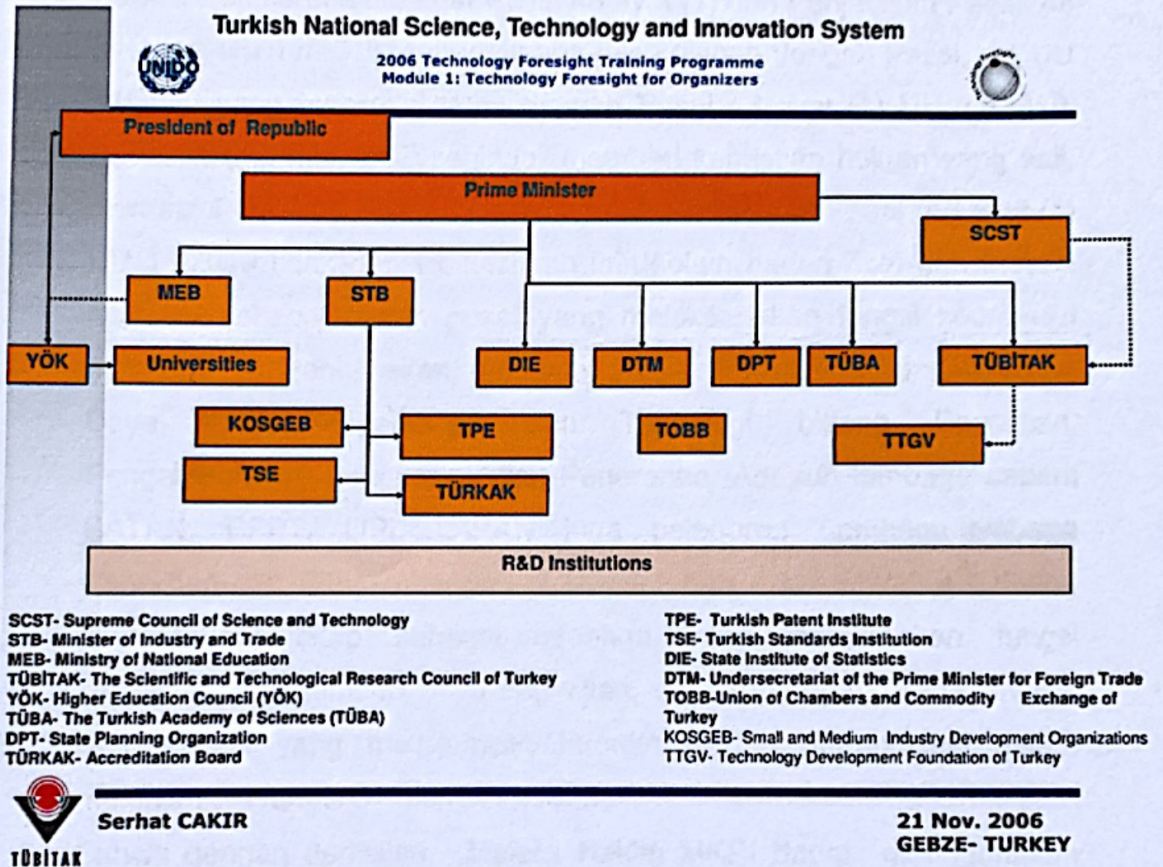 Turkish National Science, Technology and Innovation System
UNIDO
2006 Technology Foresight Training Programme
Module 1: Technology Foresight for Organizers
President of Republic
Prime Minister
SCST
MEB
STB
YÖK
Universities
DIE
DTM
DPT
TÜBA
TÜBİTAK
KOSGEB
TPE
TOBB
TTGV
TSE
TÜRKAK
R&D Institutions
SCST- Supreme Council of Science and Technology
STB- Minister of Industry and Trade
MEB- Ministry of National Education
TÜBİTAK- The Scientific and Technological Research Council of Turkey
YÖK- Higher Education Council (YÖK)
TÜBA- The Turkish Academy of Sciences (TÜBA)
DPT- State Planning Organization
TÜRKAK- Accreditation Board
TPE- Turkish Patent Institute
TSE- Turkish Standards Institution
DIE- State Institute of Statistics
DTM- Undersecretariat of the Prime Minister for Foreign Trade
TOBB-Union of Chambers and Commodity Exchange of
Turkey
KOSGEB- Small and Medium Industry Development Organizations
TTGV- Technology Development Foundation of Turkey
TÜBİTAK
Serhat CAKIR
21 Nov. 2006
GEBZE- TURKEY